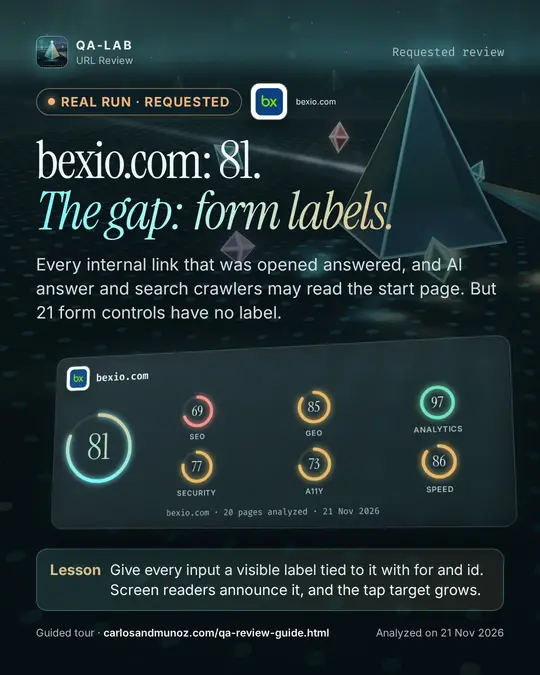 QA-LAB
URL Review
Requested review
REAL RUN · REQUESTED
bx
bexio.com
bexio.com: 81.
The gap: form labels.
Every internal link that was opened answered, and AI
answer and search crawlers may read the start page. But
21 form controls have no label.
bx
bexio.com
81
69
SEO
85
GEO
97
ANALYTICS
77
SECURITY
73
A11Y
86
SPEED
bexio.com · 20 pages analyzed · 21 Nov 2026
Lesson
Give every input a visible label tied to it with for and id.
Screen readers announce it, and the tap target grows.
Guided tour · carlosandmunoz.com/qa-review-guide.html
Analyzed on 21 Nov 2026